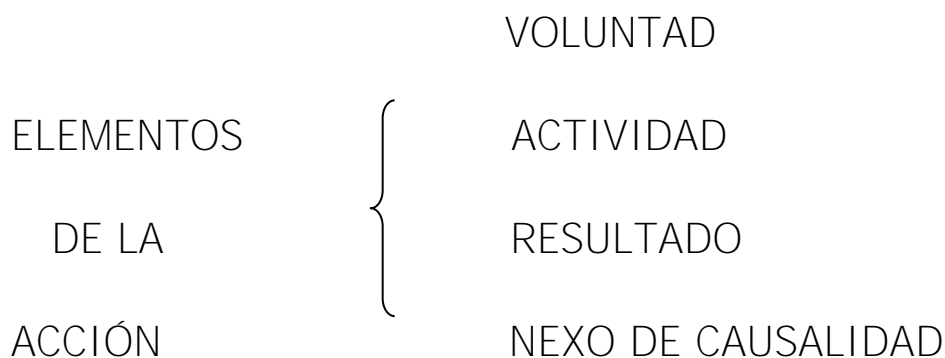 VOLUNTAD
ELEMENTOS
ACTIVIDAD
DE LA
RESULTADO
ACCIÓN
NEXO DE CAUSALIDAD